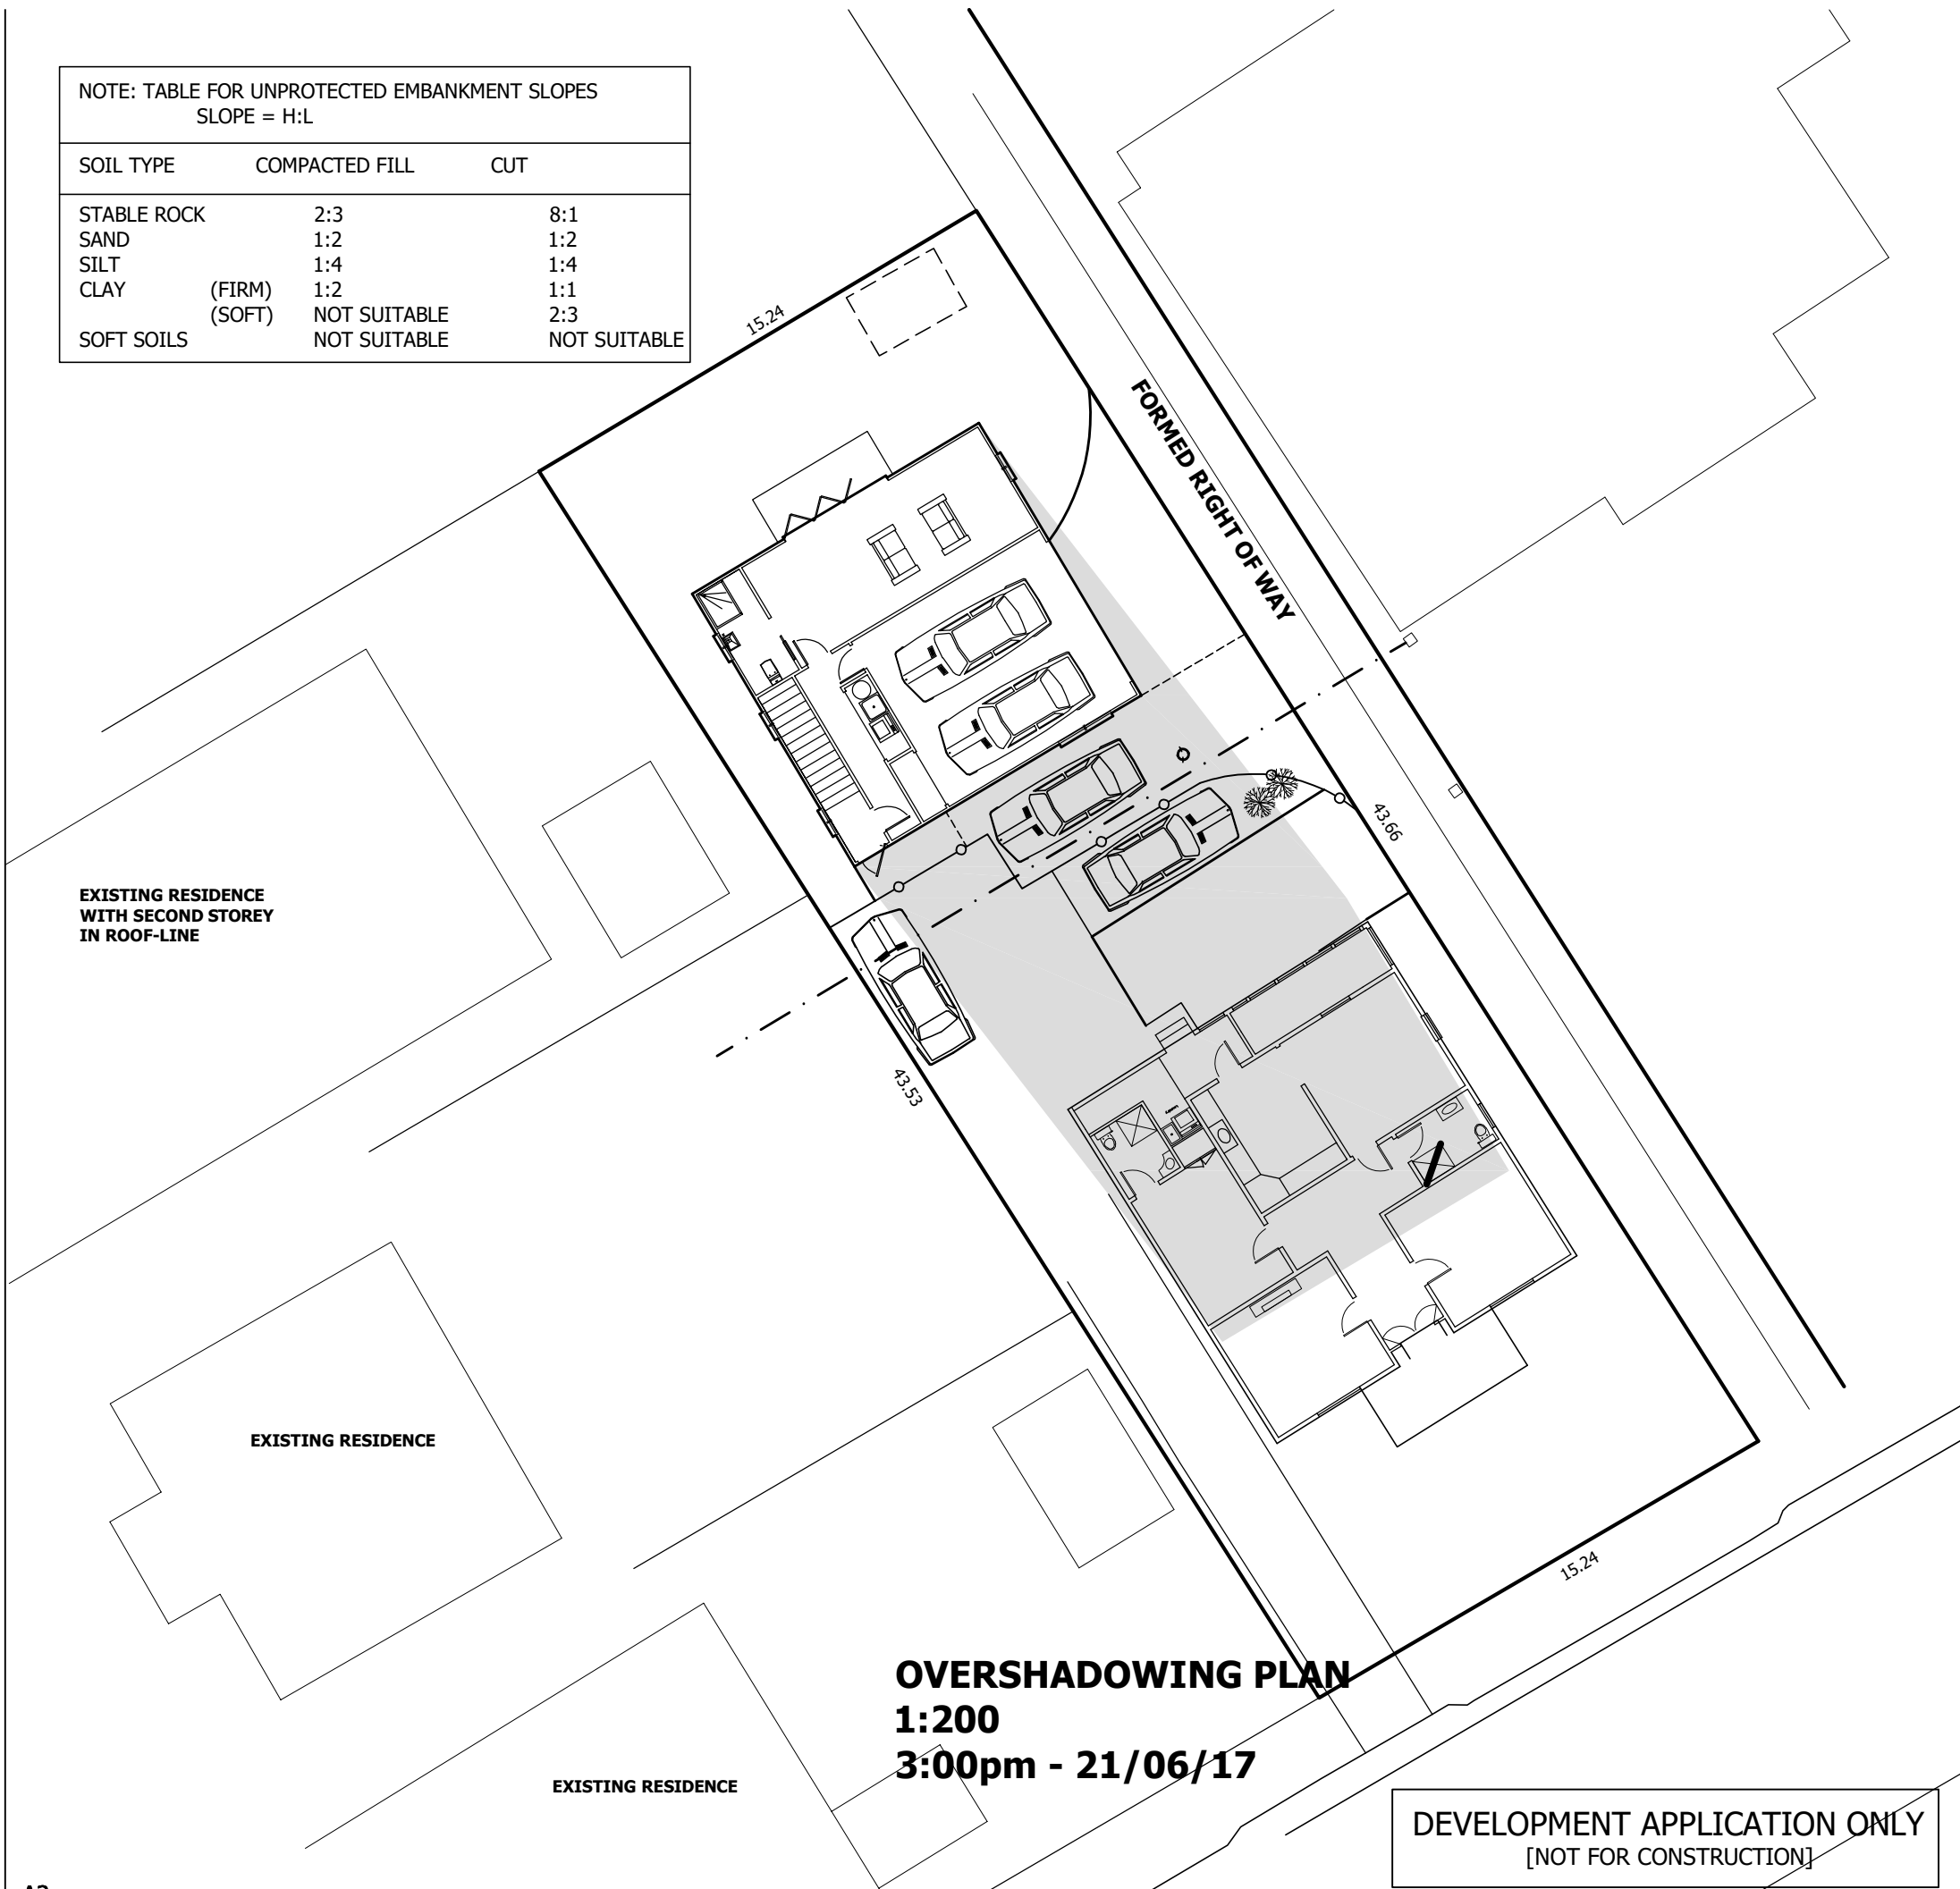 NOTE: TABLE FOR UNPROTECTED EMBANKMENT SLOPES
SLOPE = H:L
SOIL TYPE COMPACTED FILL CUT
STABLE ROCK 2:3 8:1
SAND 1:2 1:2
SILT 1:4 1:4
CLAY (FIRM) 1:2 1:1
(SOFT) NOT SUITABLE 2:3
SOFT SOILS NOT SUITABLE NOT SUITABLE
15.24
FORMED RIGHT OF WAY
43.66
EXISTING RESIDENCE
WITH SECOND STOREY
IN ROOF-LINE
43.53
EXISTING RESIDENCE
15.24
OVERSHADOWING PLAN
1:200
3:00pm - 21/06/17
EXISTING RESIDENCE
DEVELOPMENT APPLICATION ONLY
[NOT FOR CONSTRUCTION]